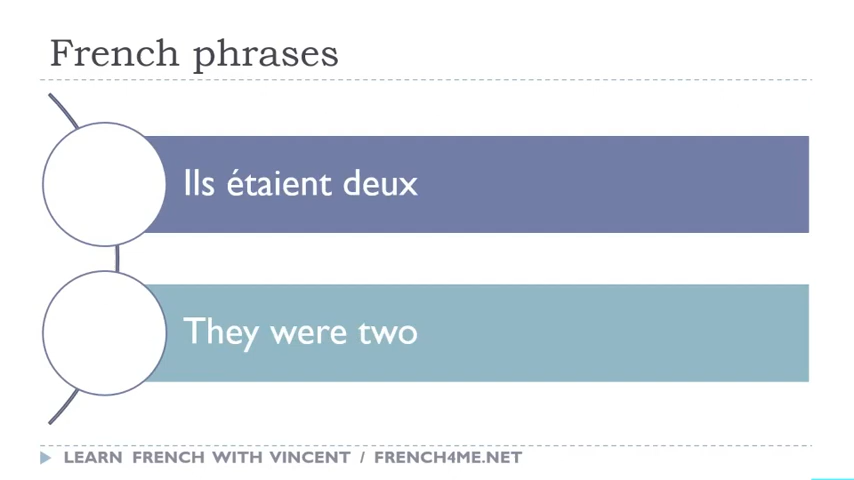 French phrases
Ils étaient deux
They were two
LEARN FRENCH WITH VINCENT / FRENCH4ME.NET